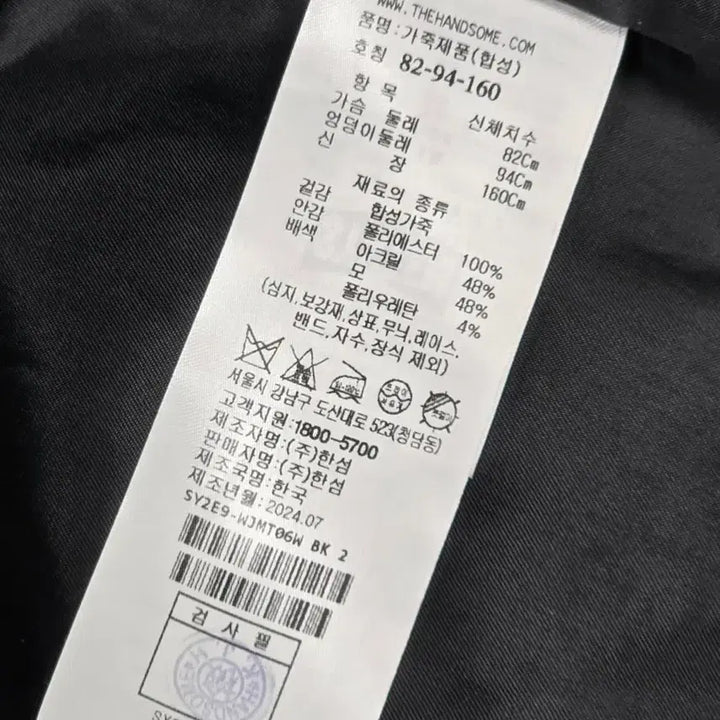 WWW.THEHANDSOME.COM
품명:가죽제품(합성)
호칭 82-94-160
항 목 신체치수
가슴 둘레 82Cm
엉덩이둘레 94Cm
신 장 160Cm
재료의 종류
겉감 합성가죽
안감 폴리에스터 100%
배색 아크릴 48%
모 48%
폴리우레탄 4%
(심지,보강재,상표,무늬,레이스,
밴드,자수,장식 제외)
서울시 강남구 도산대로 523(청담동)
고객지원:1800-5700
제조자명:(주)한섬
판매자명:(주)한섬
제조국명:한국
제조년월:2024.07
SY2E9-WJMT06W BK 2
검 사 필